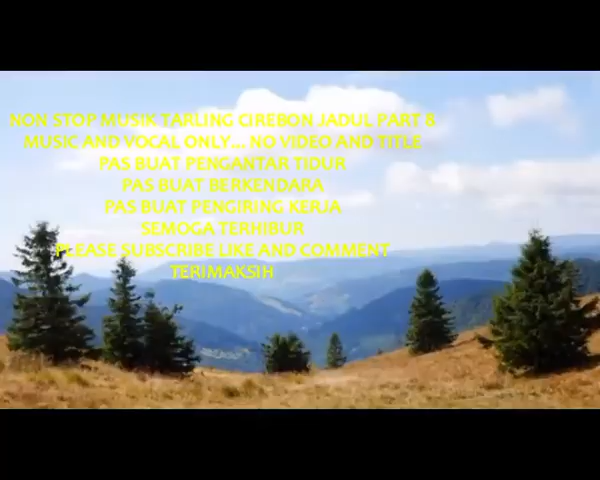 NON STOP MUSIK TARLING CIREBON JADUL PART 8
MUSIC AND VOCAL ONLY... NO VIDEO AND TITLE
PAS BUAT PENGANTAR TIDUR
PAS BUAT BERKENDARA
PAS BUAT PENGIRING KERJA
SEMOGA TERHIBUR
PLEASE SUBSCRIBE LIKE AND COMMENT
TERIMAKSIH